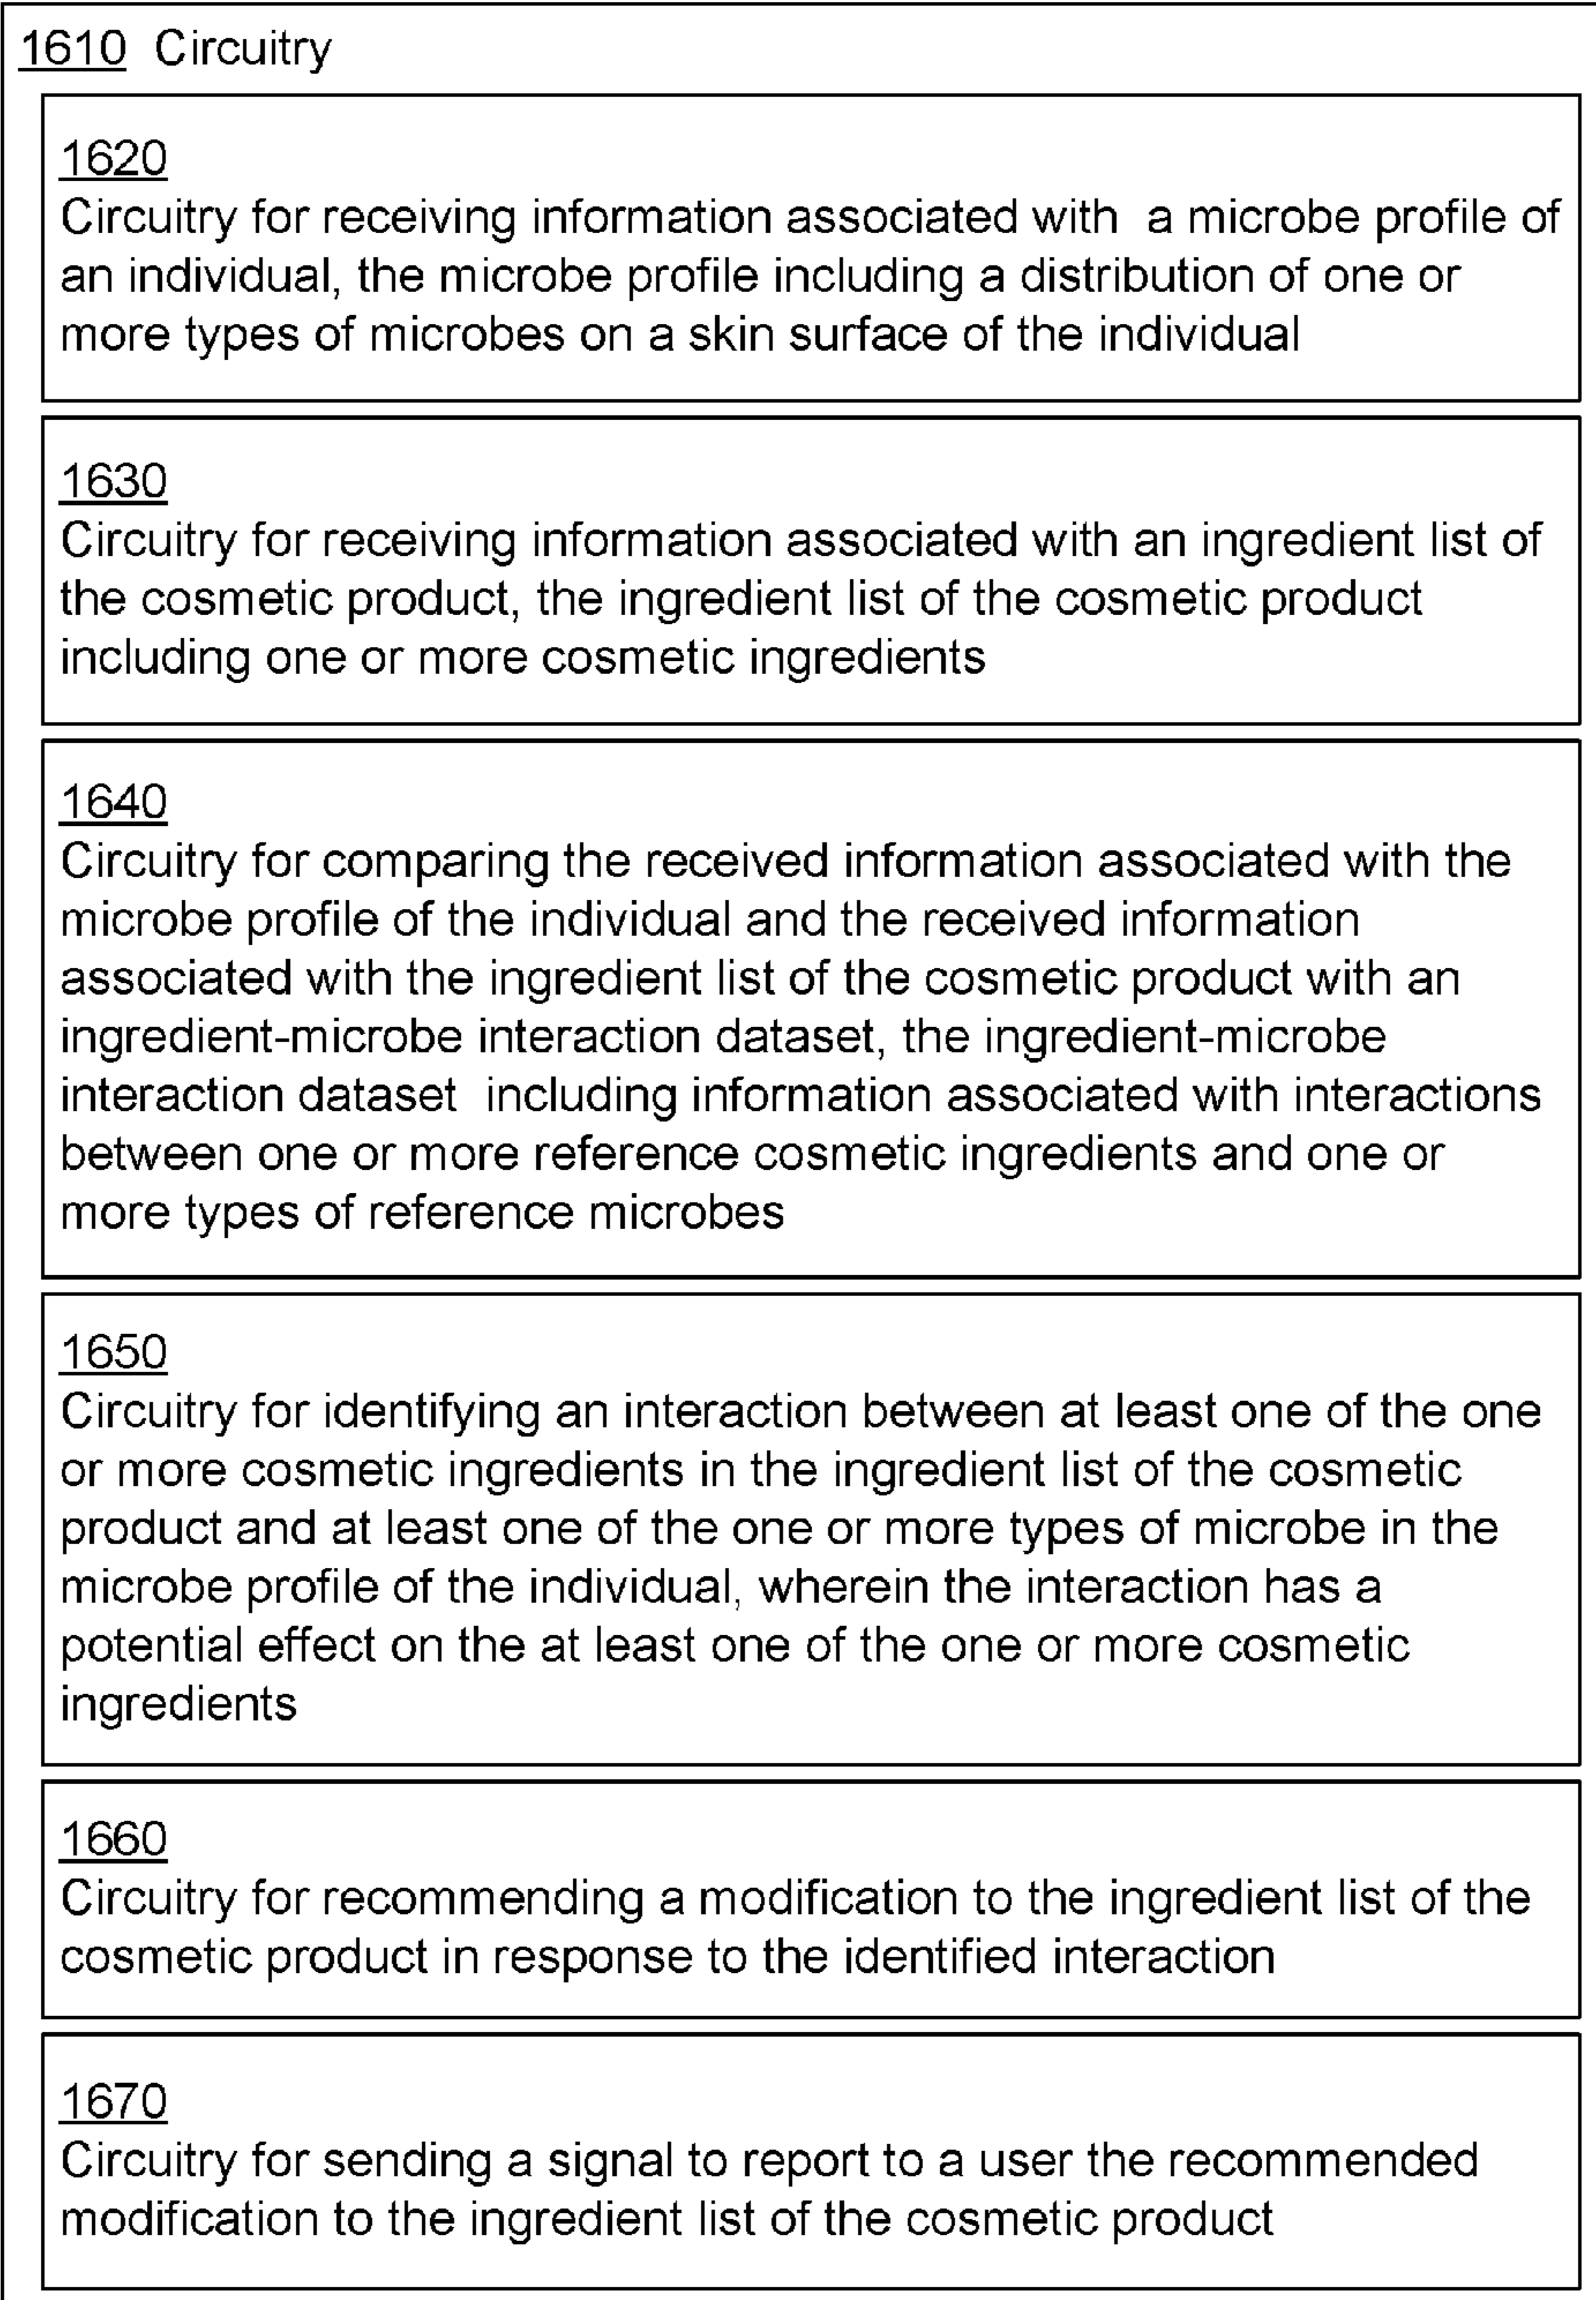 1610 Circuitry
1620
Circuitry for receiving information associated with a microbe profile of
an individual, the microbe profile including a distribution of one or
more types of microbes on a skin surface of the individual
1630
Circuitry for receiving information associated with an ingredient list of
the cosmetic product, the ingredient list of the cosmetic product
including one or more cosmetic ingredients
1640
Circuitry for comparing the received information associated with the
microbe profile of the individual and the received information
associated with the ingredient list of the cosmetic product with an
ingredient-microbe interaction dataset, the ingredient-microbe
interaction dataset including information associated with interactions
between one or more reference cosmetic ingredients and one or
more types of reference microbes
1650
Circuitry for identifying an interaction between at least one of the one
or more cosmetic ingredients in the ingredient list of the cosmetic
product and at least one of the one or more types of microbe in the
microbe profile of the individual, wherein the interaction has a
potential effect on the at least one of the one or more cosmetic
ingredients
1660
Circuitry for recommending a modification to the ingredient list of the
cosmetic product in response to the identified interaction
1670
Circuitry for sending a signal to report to a user the recommended
modification to the ingredient list of the cosmetic product